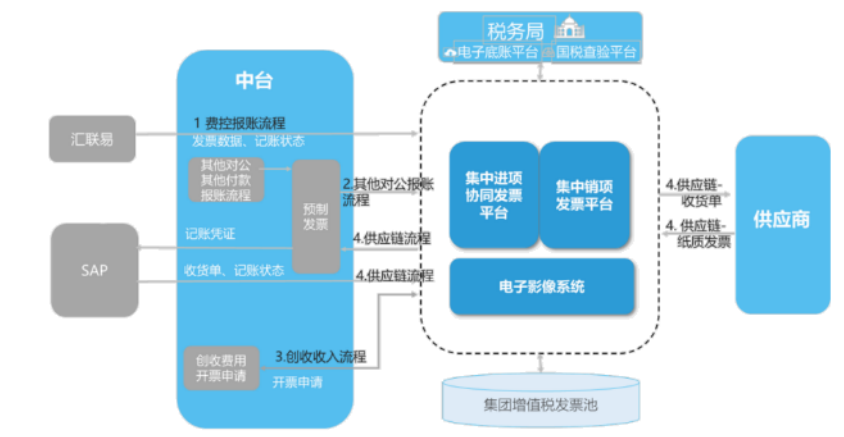 税务局
电子底账平台
国税查验平台
中台
汇联易
1 费控报账流程
发票数据、记账状态
其他对公
其他付款
报账流程
预制
发票
2.其他对公报账
流程
集中进项
协同发票
平台
集中销项
发票平台
4.供应链-
收货单
4. 供应链-
纸质发票
供应商
记账凭证
4.供应链流程
SAP
收货单、记账状态
4.供应链流程
电子影像系统
创收费用
开票申请
3.创收收入流程
开票申请
集团增值税发票池